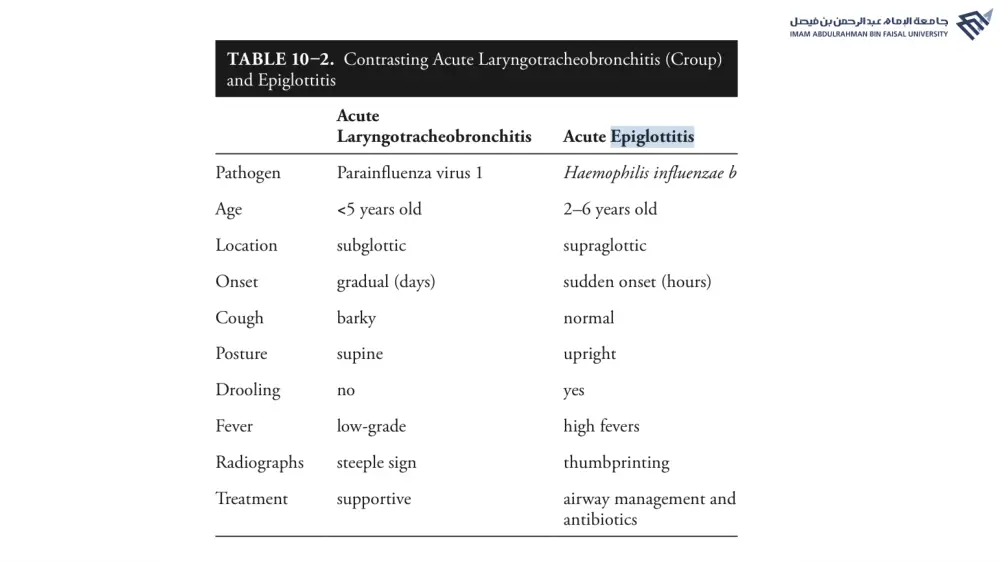 جامعة الإمام عبدالرحمن بن فيصل
IMAM ABDULRAHMAN BIN FAISAL UNIVERSITY
TABLE 10–2. Contrasting Acute Laryngotracheobronchitis (Croup)
and Epiglottitis
Acute
Laryngotracheobronchitis Acute Epiglottitis
Pathogen Parainfluenza virus 1 Haemophilis influenzae b
Age <5 years old 2–6 years old
Location subglottic supraglottic
Onset gradual (days) sudden onset (hours)
Cough barky normal
Posture supine upright
Drooling no yes
Fever low-grade high fevers
Radiographs steeple sign thumbprinting
Treatment supportive airway management and
antibiotics